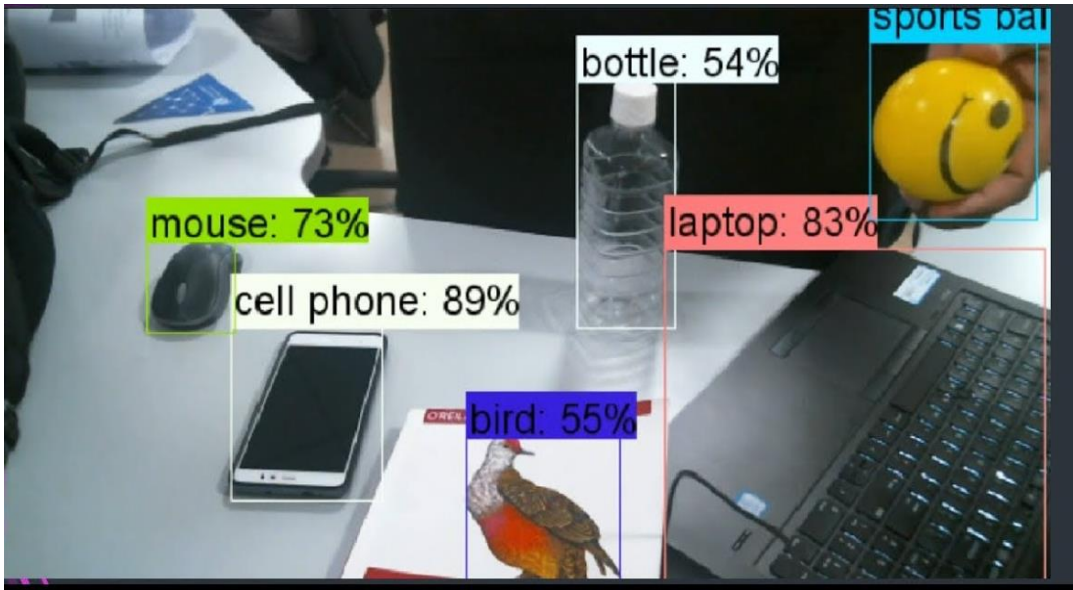 sports bal
bottle: 54%
mouse: 73%
laptop: 83%
cell phone: 89%
bird: 55%